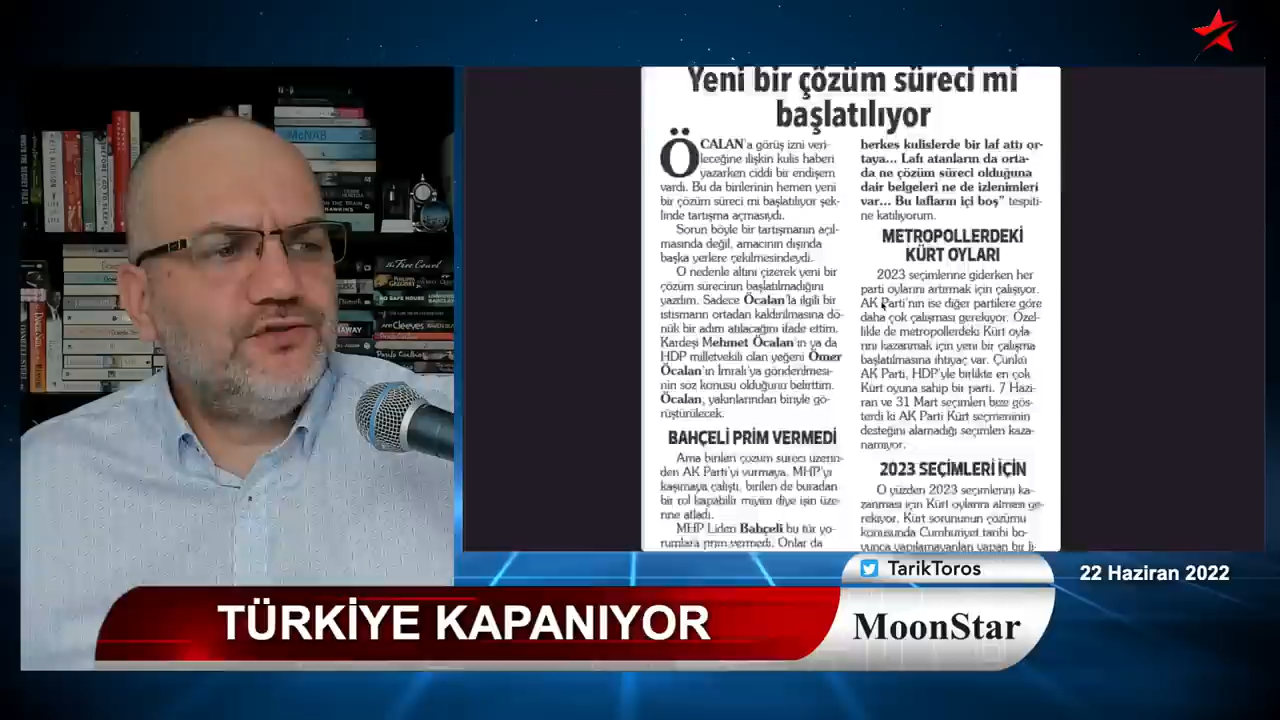 Yeni bir çözüm süreci mi
başlatılıyor
ÖCALAN'a görüş izni veri-
leceğine ilişkin kulis haberi
yazarken ciddi bir endişem
vardı. Bu da birilerinin hemen yeni
bir çözüm süreci mi başlatılıyor şek-
linde tartışma açmasıydı.
Sorun böyle bir tartışmanın açıl-
masında değil, amacının dışında
başka yerlere çekilmesindeydi.
O nedenle altını çizerek yeni bir
çözüm sürecinin başlatılmadığını
yazdım. Sadece Öcalan'la ilgili bir
istismarın ortadan kaldırılmasına dö-
nük bir adım atılacağını ifade ettim.
Kardeşi Mehmet Öcalan'ın ya da
HDP milletvekili olan yeğeni Ömer
Öcalan'ın İmralı'ya gönderilmesi-
nin söz konusu olduğunu belirttim.
Öcalan, yakınlarından biriyle gö-
rüştürülecek.
BAHÇELİ PRİM VERMEDİ
Ama birileri çözüm süreci üzerin-
den AK Parti'yi vurmaya, MHP'yi
kaşımaya çalıştı, birileri de buradan
bir rol kapabilir miyim diye işin üze-
rine atladı.
MHP Lideri Bahçeli bu tür yo-
rumlara prim vermedi. Onlar da
herkes kulislerde bir laf attı or-
taya... Lafı atanların da orta-
da ne çözüm süreci olduğuna
dair belgeleri ne de izlenimleri
var... Bu lafların içi boş" tespiti-
ne katılıyorum.
METROPOLLERDEKİ
KÜRT OYLARI
2023 seçimlerine giderken her
parti oylarını artırmak için çalışıyor.
AK Parti'nin ise diğer partilere göre
daha çok çalışması gerekiyor. Özel-
likle de metropollerdeki Kürt oyla-
rını kazanmak için yeni bir çalışma
başlatılmasına ihtiyaç var. Çünkü
AK Parti, HDP'yle birlikte en çok
Kürt oyuna sahip bir parti. 7 Hazi-
ran ve 31 Mart seçimleri bize gös-
terdi ki AK Parti Kürt seçmeninin
desteğini alamadığı seçimleri kaza-
namıyor.
2023 SEÇİMLERİ İÇİN
O yüzden 2023 seçimlerini ka-
zanması için Kürt oylarını alması ge-
rekiyor. Kürt sorununun çözümü
konusunda Cumhuriyet tarihi bo-
yunca yapılamayanları yapan bir li-
TarikToros
22 Haziran 2022
TÜRKİYE KAPANIYOR
MoonStar